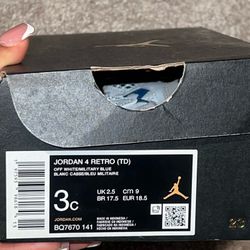 JORDAN 4 RETRO (TD)
OFF WHITE/MILITARY BLUE
BLANC CASSE/BLEU MILITAIRE
3C
UK 2.5
cm 9
BR 17.5
EUR 18.5
JORDAN.COM
BQ7670 141
MADE IN INDONESIA